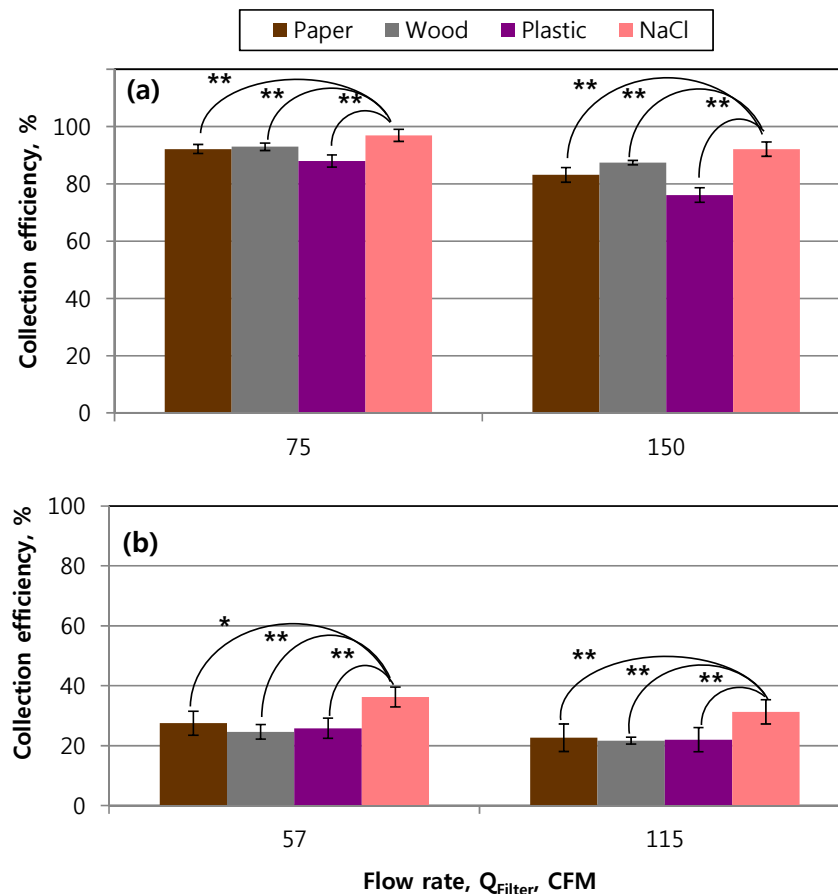 Paper Wood Plastic NaCl
(a)
** ** **
** ** **
Collection efficiency, %
100
80
60
40
20
0
75 150
(b)
* ** **
** ** **
Collection efficiency, %
100
80
60
40
20
0
57 115
Flow rate, QFilter, CFM